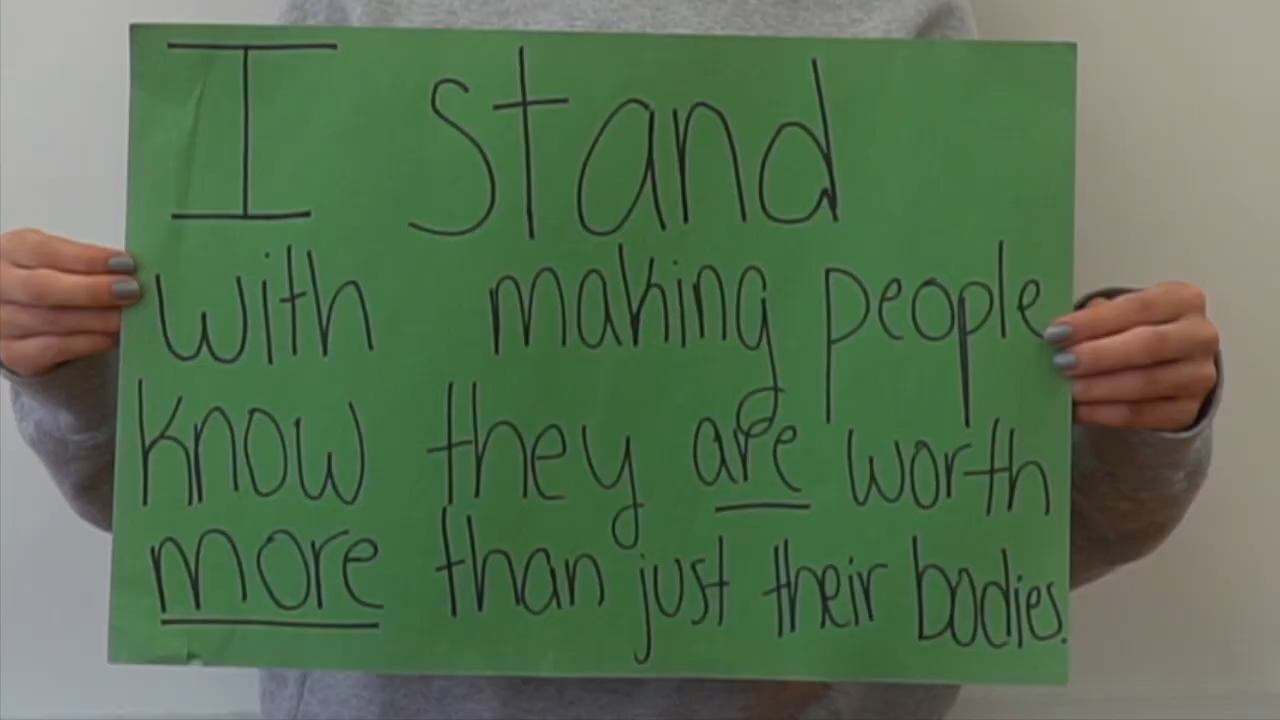 I stand
with making people
know they are worth
more than just their bodies.